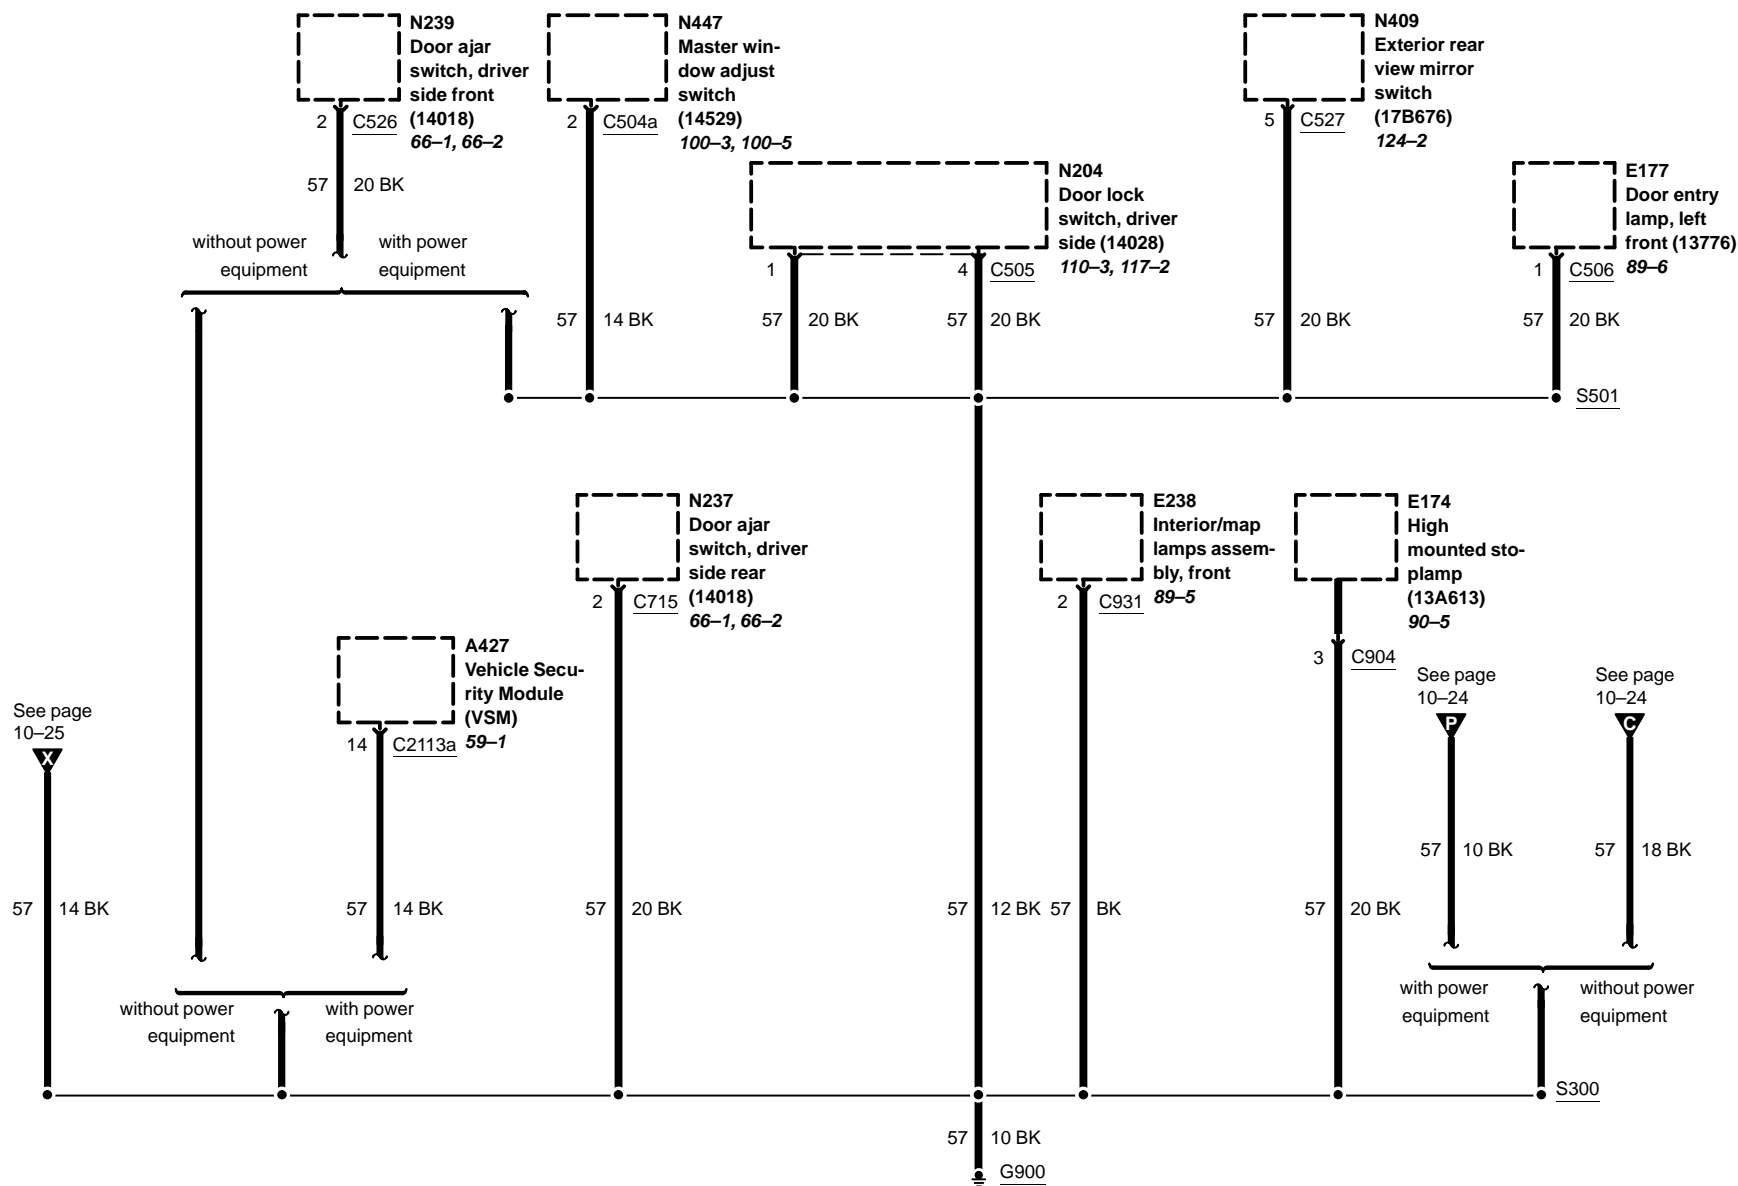 N239
Door ajar
switch, driver
side front
(14018)
66–1, 66–2
2
C526
57
20 BK
without power
equipment
with power
equipment
N447
Master win-
dow adjust
switch
(14529)
100–3, 100–5
2
C504a
57
14 BK
N204
Door lock
switch, driver
side (14028)
110–3, 117–2
1
4
C505
57
20 BK
57
20 BK
N409
Exterior rear
view mirror
switch
(17B676)
124–2
5
C527
57
20 BK
E177
Door entry
lamp, left
front (13776)
89–6
1
C506
57
20 BK
S501
See page
10–25
X
57
14 BK
A427
Vehicle Secu-
rity Module
(VSM)
59–1
14
C2113a
57
14 BK
without power
equipment
with power
equipment
N237
Door ajar
switch, driver
side rear
(14018)
66–1, 66–2
2
C715
57
20 BK
57
12 BK
E238
Interior/map
lamps assem-
bly, front
89–5
2
C931
57
BK
E174
High
mounted sto-
plamp
(13A613)
90–5
3
C904
57
20 BK
See page
10–24
P
57
10 BK
See page
10–24
C
57
18 BK
with power
equipment
without power
equipment
S300
57
10 BK
G900